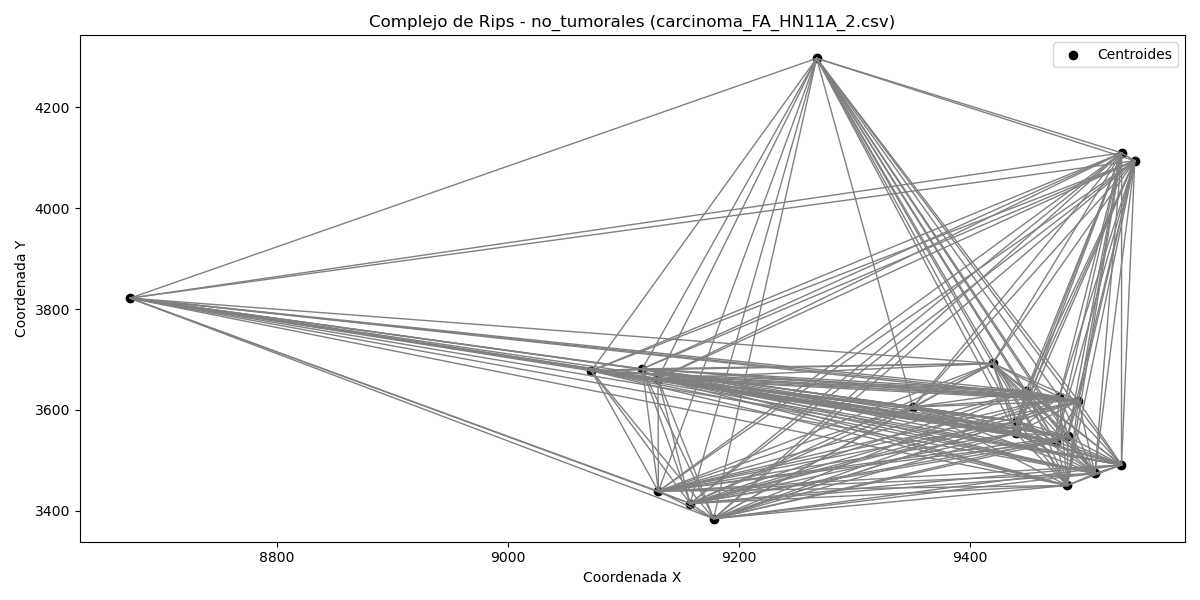 Complejo de Rips - no_tumorales (carcinoma_FA_HN11A_2.csv)
Centroides
Coordenada Y
4200
4000
3800
3600
3400
8800 9000 9200 9400
Coordenada X